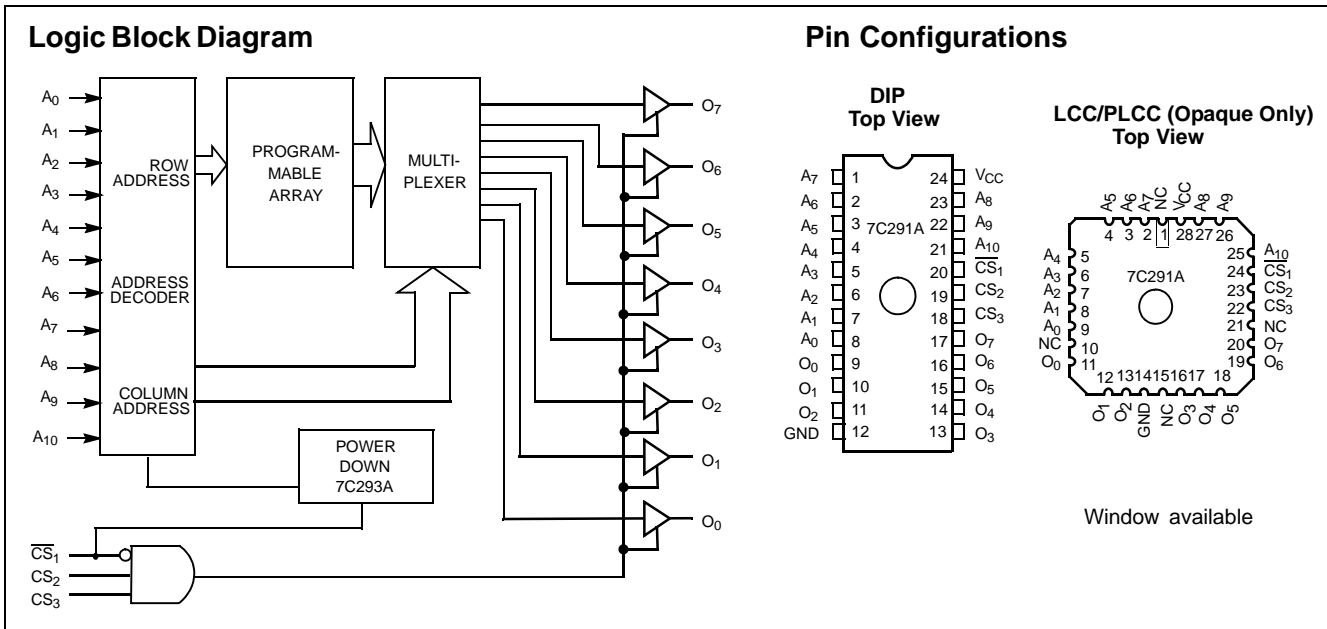 Logic Block Diagram
A0
A1
A2
A3
A4
A5
A6
A7
A8
A9
A10
ROW
ADDRESS
ADDRESS
DECODER
COLUMN
ADDRESS
PROGRAM-
MABLE
ARRAY
MULTI-
PLEXER
POWER
DOWN
7C293A
CS1
CS2
CS3
O7
O6
O5
O4
O3
O2
O1
O0
Pin Configurations
DIP
Top View
7C291A
A7 1 24 VCC
A6 2 23 A8
A5 3 22 A9
A4 4 21 A10
A3 5 20 CS1
A2 6 19 CS2
A1 7 18 CS3
A0 8 17 O7
O0 9 16 O6
O1 10 15 O5
O2 11 14 O4
GND 12 13 O3
LCC/PLCC (Opaque Only)
Top View
A5 A6 A7 NC VCC A8 A9
4 3 2 1 28 27 26
A4 5 25 A10
A3 6 24 CS1
A2 7 23 CS2
A1 8 22 CS3
A0 9 21 NC
NC 10 20 O7
O0 11 19 O6
7C291A
12 13 14 15 16 17 18
O1 O2 GND NC O3 O4 O5
Window available